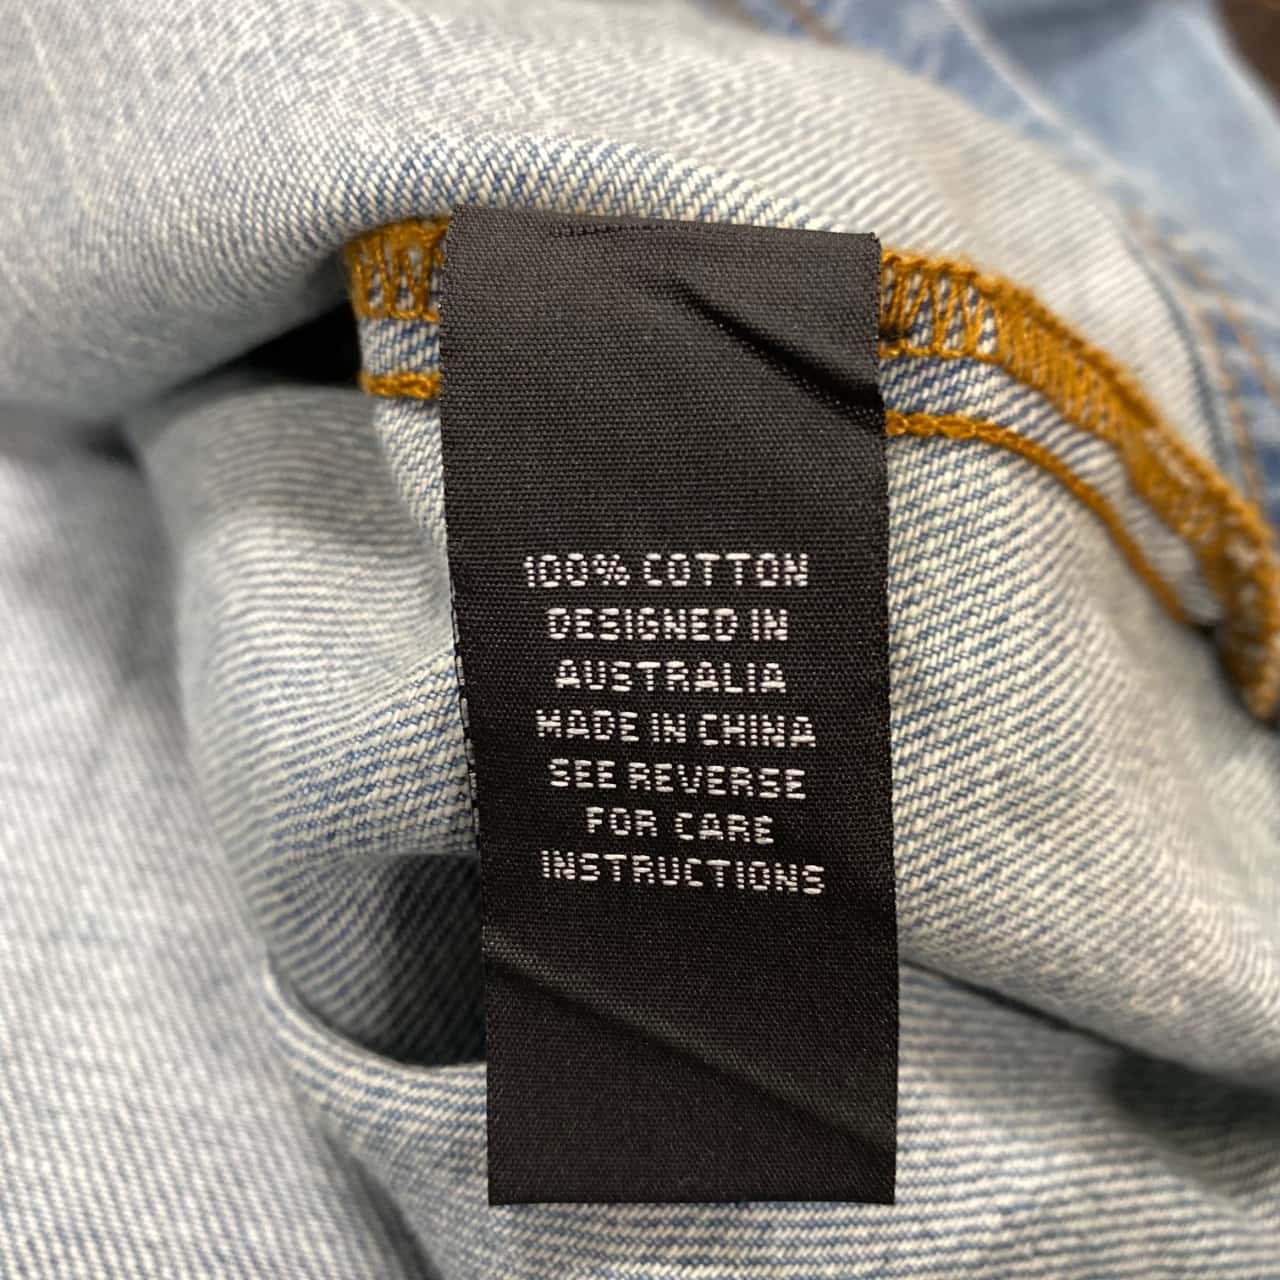 100% COTTON
DESIGNED IN
AUSTRALIA
MADE IN CHINA
SEE REVERSE
FOR CARE
INSTRUCTIONS